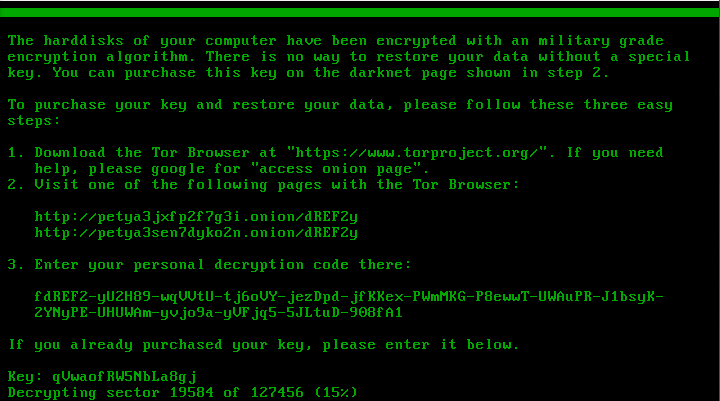 The harddisks of your computer have been encrypted with an military grade
encryption algorithm. There is no way to restore your data without a special
key. You can purchase this key on the darknet page shown in step 2.
To purchase your key and restore your data, please follow these three easy
steps:
1. Download the Tor Browser at "https://www.torproject.org/". If you need
help, please google for "access onion page".
2. Visit one of the following pages with the Tor Browser:
http://petya3jxfp2f7g3i.onion/dREF2y
http://petya3sen7dyko2n.onion/dREF2y
3. Enter your personal decryption code there:
fdREF2-yU2H89-wqVVtU-tj6oVY-jezDpd-jfKKex-PWmMKG-P8ewwT-UWAuPR-J1bsyK-
2YNyPE-UHUWAm-yvjo9a-yVFjq5-5JLtuD-908fA1
If you already purchased your key, please enter it below.
Key: qVwaofRW5NbLa8gj
Decrypting sector 19584 of 127456 (15%)